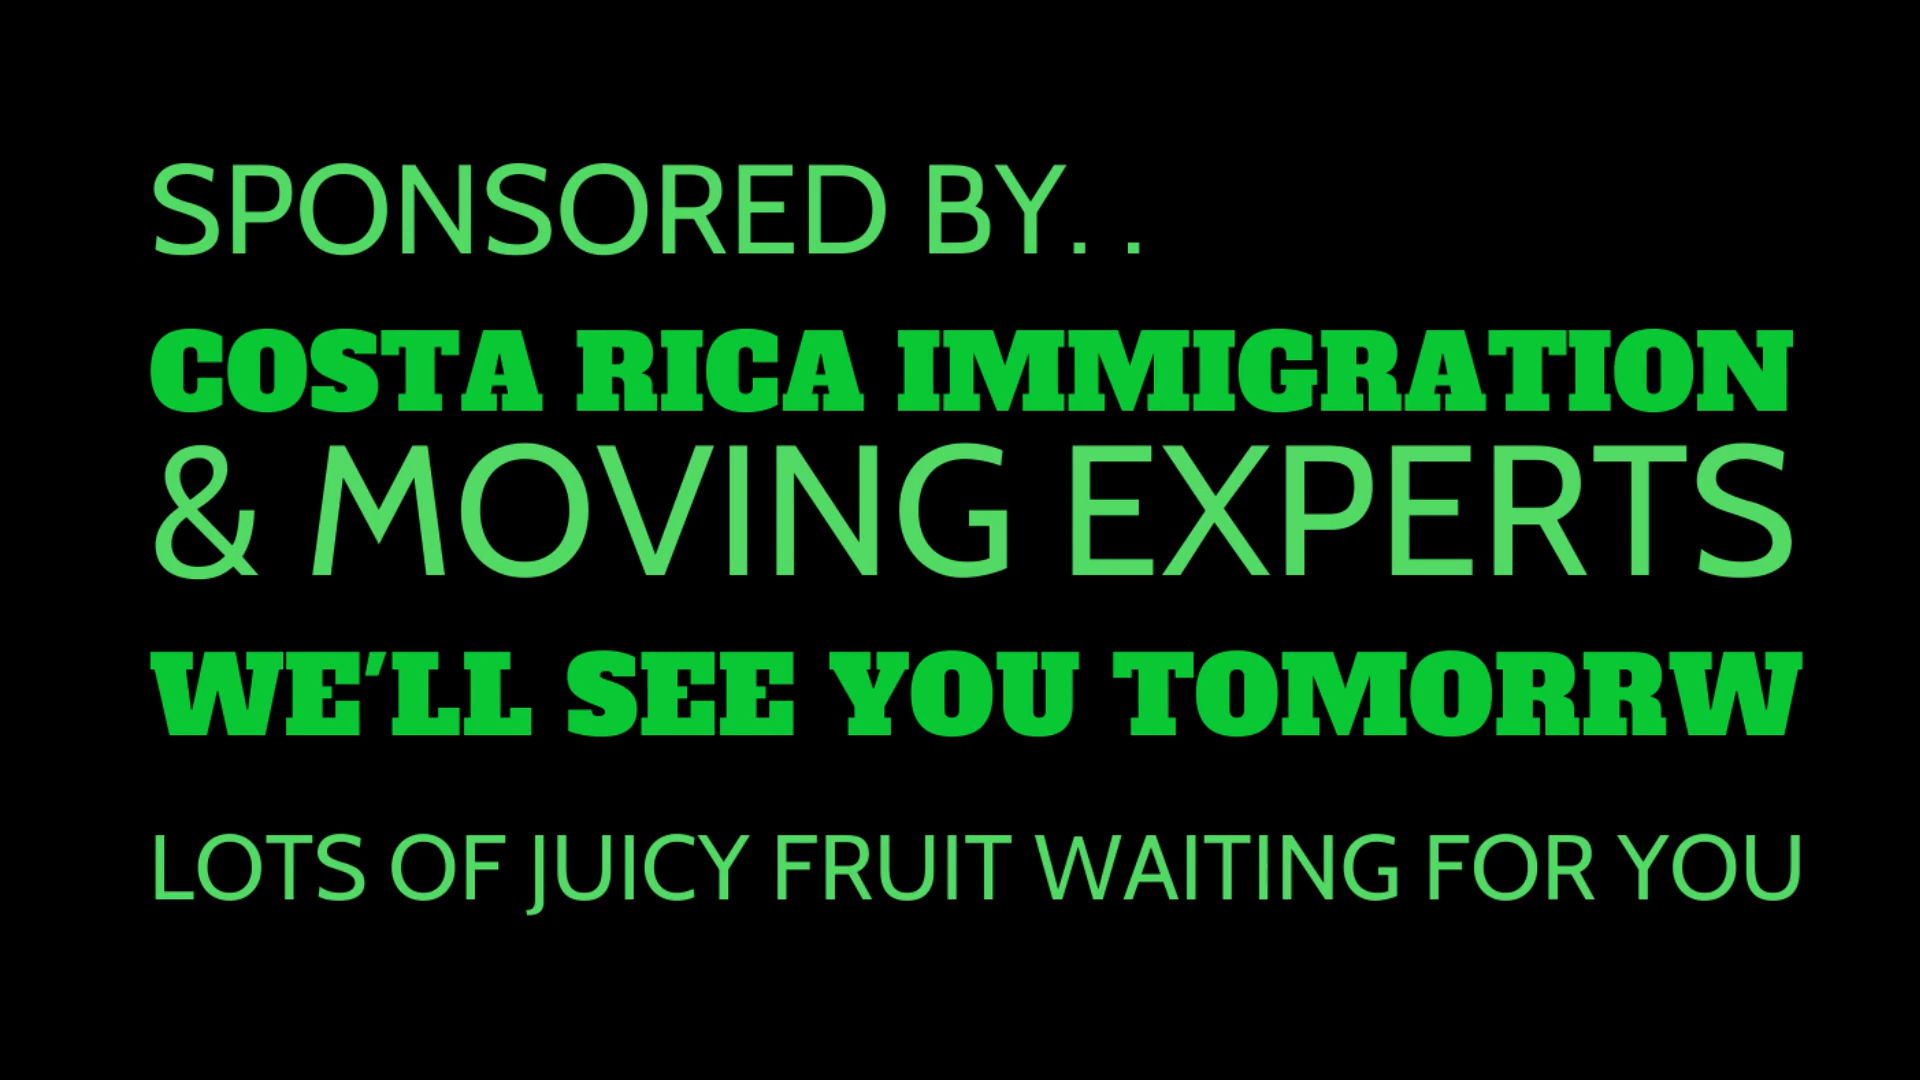 SPONSORED BY. .
COSTA RICA IMMIGRATION
& MOVING EXPERTS
WE'LL SEE YOU TOMORRW
LOTS OF JUICY FRUIT WAITING FOR YOU